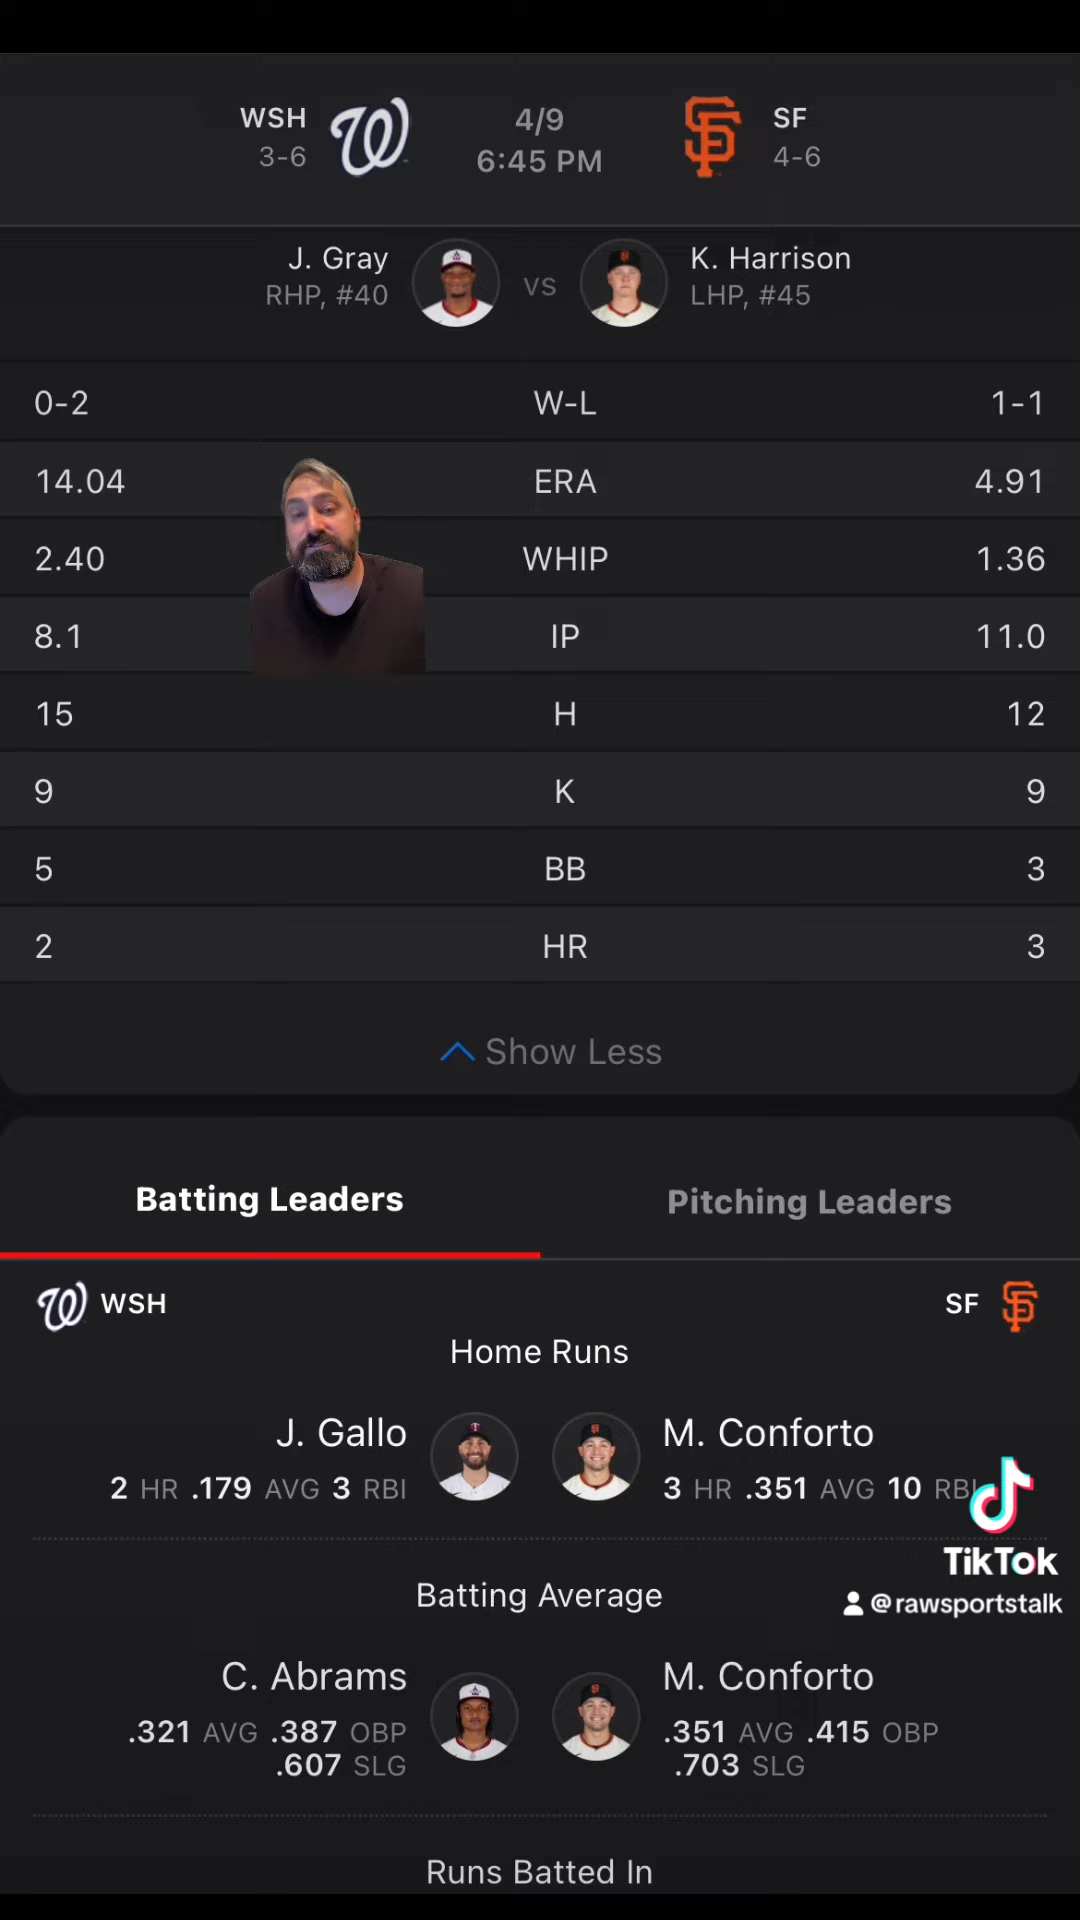 WSH
3-6
4/9
6:45 PM
SF
4-6
J. Gray
RHP, #40
vs
K. Harrison
LHP, #45
0-2 W-L 1-1
14.04 ERA 4.91
2.40 WHIP 1.36
8.1 IP 11.0
15 H 12
9 K 9
5 BB 3
2 HR 3
Show Less
Batting Leaders
Pitching Leaders
WSH
SF
Home Runs
J. Gallo
2 HR .179 AVG 3 RBI
M. Conforto
3 HR .351 AVG 10 RBI
TikTok
@rawsportstalk
Batting Average
C. Abrams
.321 AVG .387 OBP
.607 SLG
M. Conforto
.351 AVG .415 OBP
.703 SLG
Runs Batted In